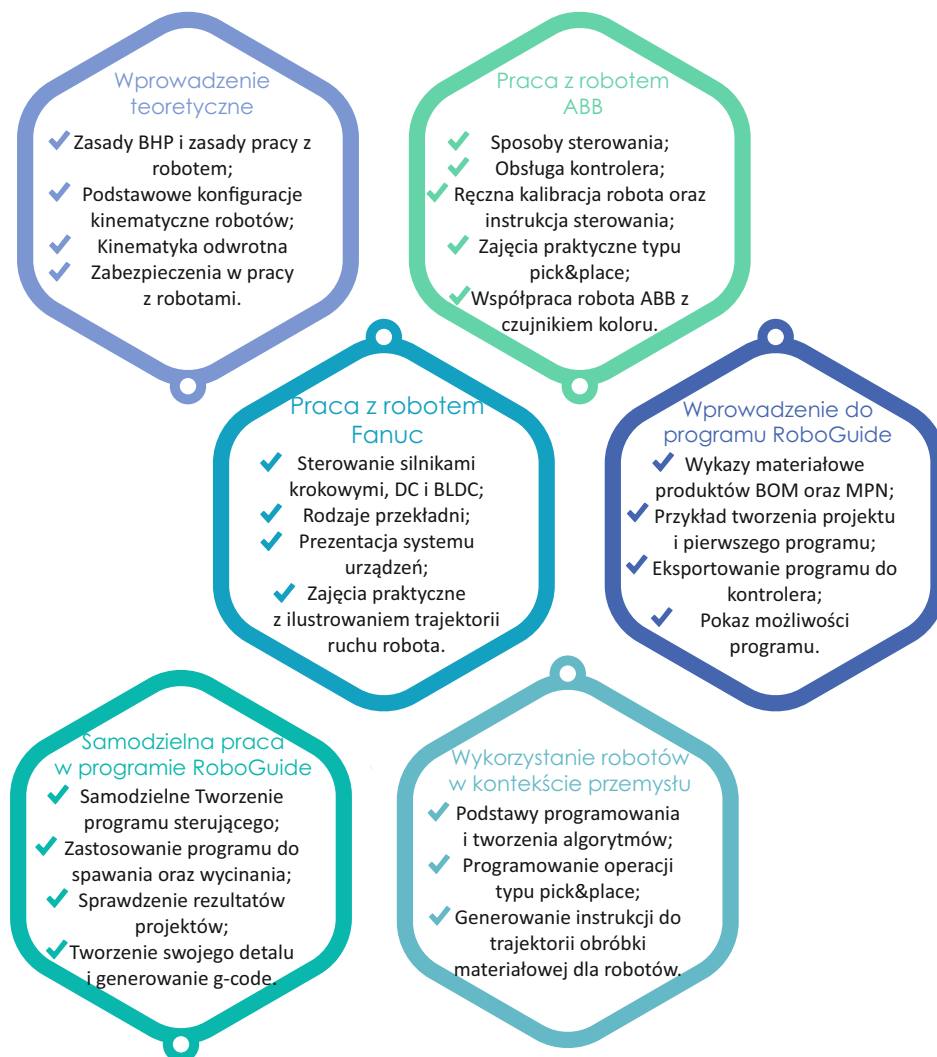 Wprowadzenie
teoretyczne
Zasady BHP i zasady pracy z
robotem;
Podstawowe konfiguracje
kinematyczne robotów;
Kinematyka odwrotna
Zabezpieczenia w pracy
z robotami.
Praca z robotem
ABB
Sposoby sterowania;
Obsługa kontrolera;
Ręczna kalibracja robota oraz
instrukcja sterowania;
Zajęcia praktyczne typu
pick&place;
Współpraca robota ABB z
czujnikiem koloru.
Praca z robotem
Fanuc
Sterowanie silnikami
krokowymi, DC i BLDC;
Rodzaje przekładni;
Prezentacja systemu
urządzeń;
Zajęcia praktyczne
z ilustrowaniem trajektorii
ruchu robota.
Wprowadzenie do
programu RoboGuide
Wykazy materiałowe
produktów BOM oraz MPN;
Przykład tworzenia projektu
i pierwszego programu;
Eksportowanie programu do
kontrolera;
Pokaz możliwości
programu.
Samodzielna praca
w programie RoboGuide
Samodzielne Tworzenie
programu sterującego;
Zastosowanie programu do
spawania oraz wycinania;
Sprawdzenie rezultatów
projektów;
Tworzenie swojego detalu
i generowanie g-code.
Wykorzystanie robotów
w kontekście przemysłu
Podstawy programowania
i tworzenia algorytmów;
Programowanie operacji
typu pick&place;
Generowanie instrukcji do
trajektorii obróbki
materiałowej dla robotów.